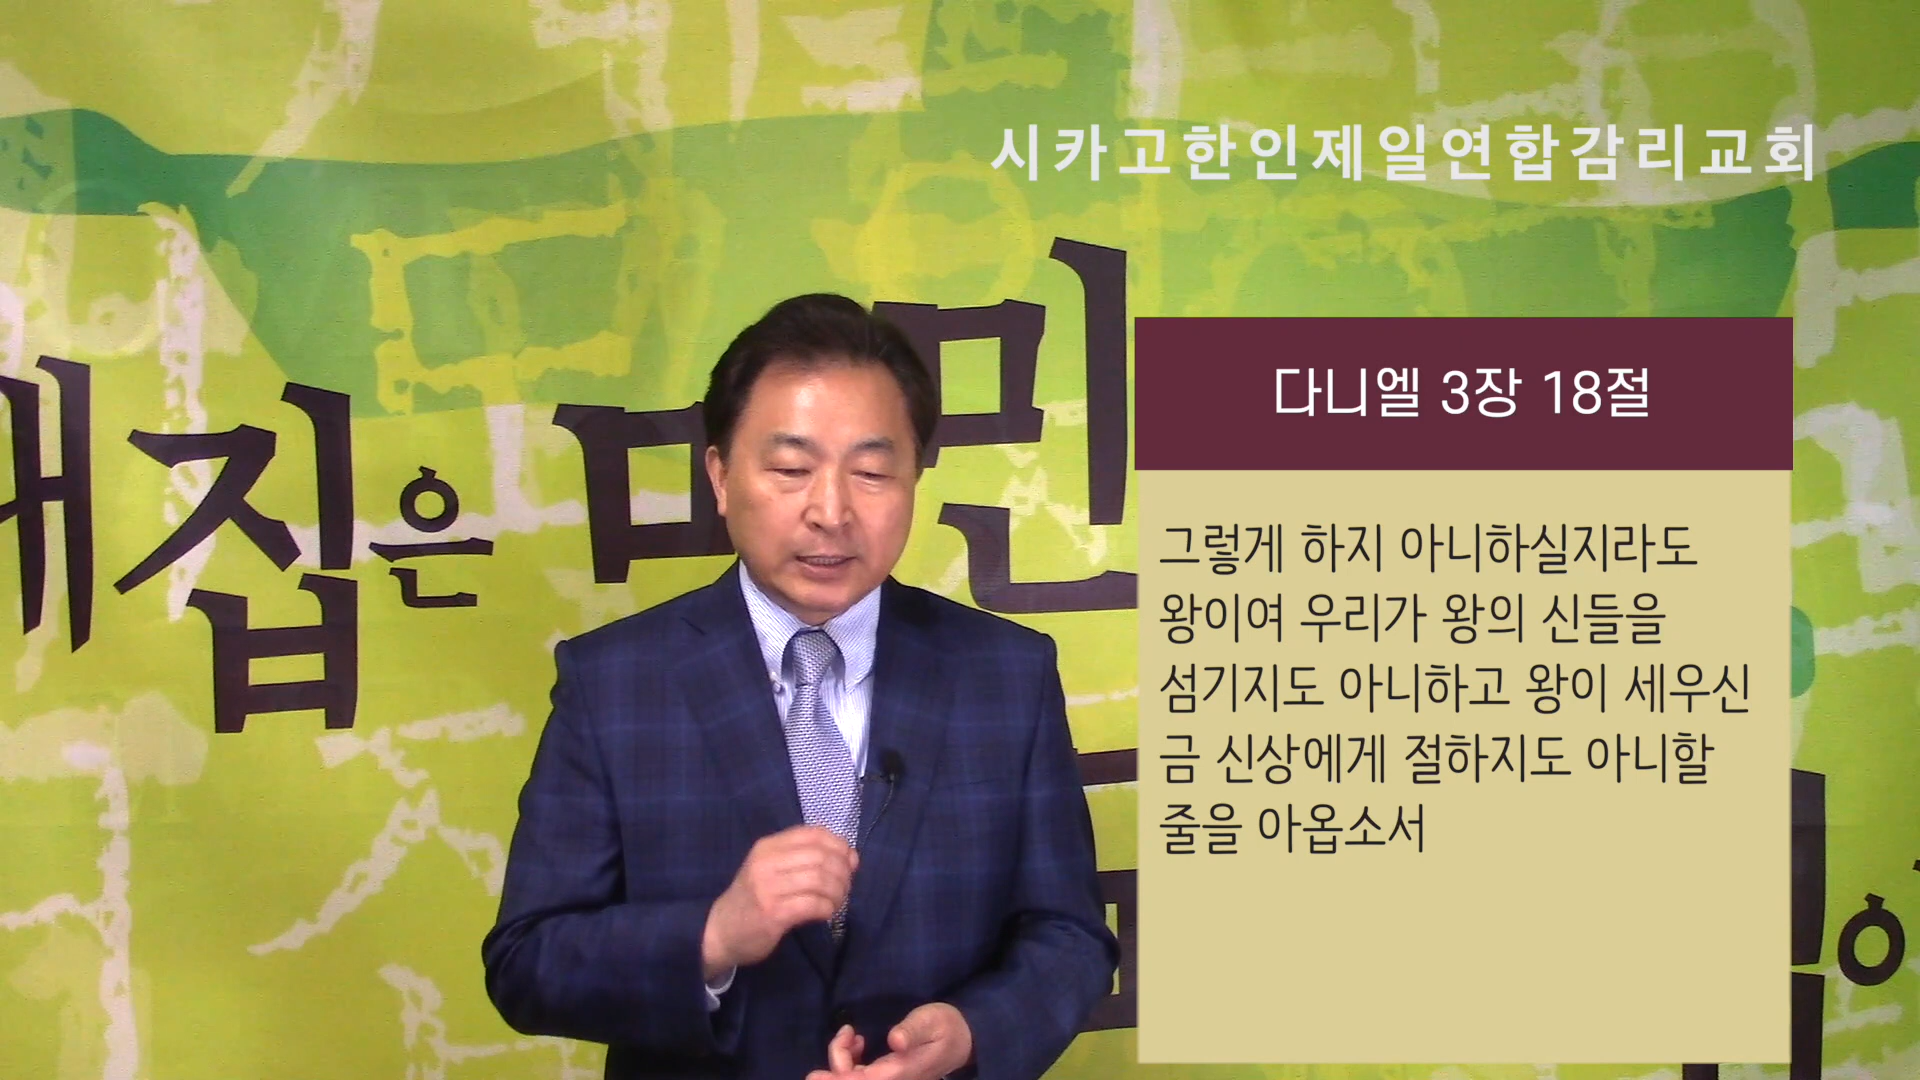 시카고한인제일연합감리교회
다니엘 3장 18절
그렇게 하지 아니하실지라도
왕이여 우리가 왕의 신들을
섬기지도 아니하고 왕이 세우신
금 신상에게 절하지도 아니할
줄을 아옵소서
집은
민